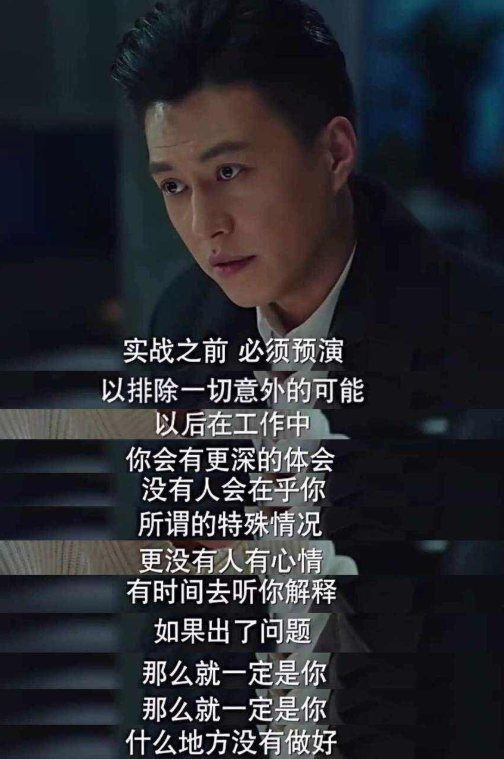 实战之前 必须预演
以排除一切意外的可能
以后在工作中
你会有更深的体会
没有人会在乎你
所谓的特殊情况
更没有人有心情
有时间去听你解释
如果出了问题
那么就一定是你
那么就一定是你
什么地方没有做好